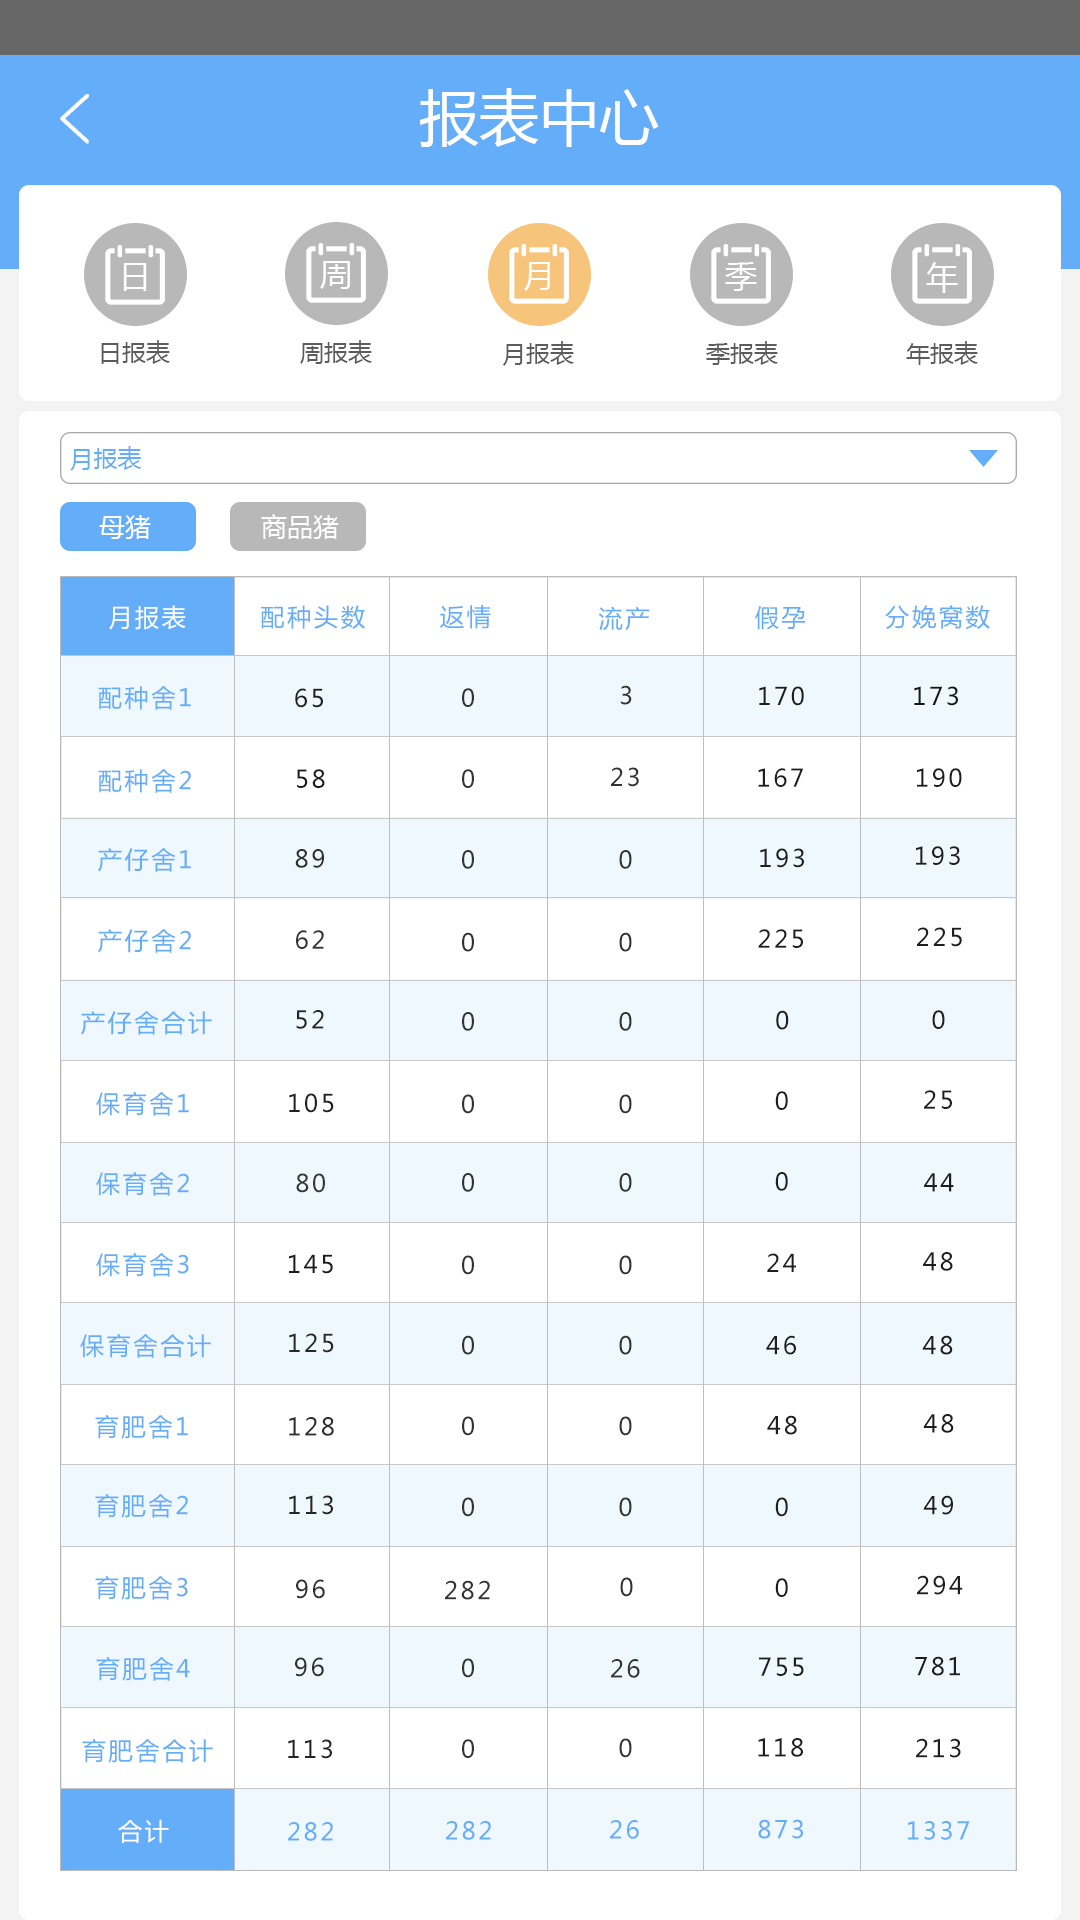 报表中心
日 周 月 季 年
日报表 周报表 月报表 季报表 年报表
月报表
母猪 商品猪
月报表 配种头数 返情 流产 假孕 分娩窝数
配种舍1 65 0 3 170 173
配种舍2 58 0 23 167 190
产仔舍1 89 0 0 193 193
产仔舍2 62 0 0 225 225
产仔舍合计 52 0 0 0 0
保育舍1 105 0 0 0 25
保育舍2 80 0 0 0 44
保育舍3 145 0 0 24 48
保育舍合计 125 0 0 46 48
育肥舍1 128 0 0 48 48
育肥舍2 113 0 0 0 49
育肥舍3 96 282 0 0 294
育肥舍4 96 0 26 755 781
育肥舍合计 113 0 0 118 213
合计 282 282 26 873 1337